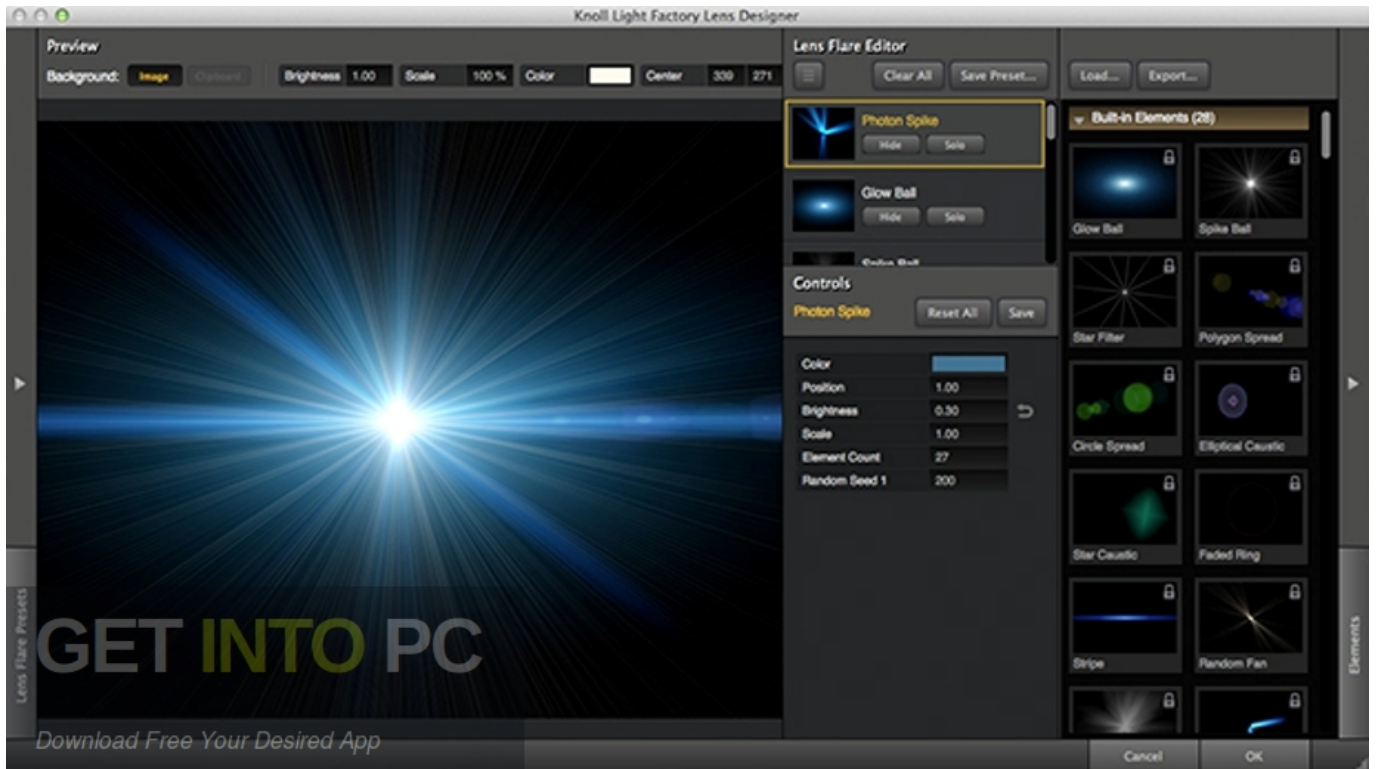 Knoll Light Factory Lens Designer
Preview
Background: Image Clipboard Brightness 1.00 Scale 100 % Color Center 339 271
Lens Flare Editor
Clear All Save Preset...
Photon Spike
Hide Solo
Glow Ball
Hide Solo
Spike Ball
Controls
Photon Spike Reset All Save
Color
Position 1.00
Brightness 0.30
Scale 1.00
Element Count 27
Random Seed 1 200
Load... Export...
Built-in Elements (28)
Glow Ball Spike Ball
Star Filter Polygon Spread
Circle Spread Elliptical Caustic
Star Caustic Faded Ring
Stripe Random Fan
Lens Flare Presets
Elements
GET INTO PC
Download Free Your Desired App
Cancel OK